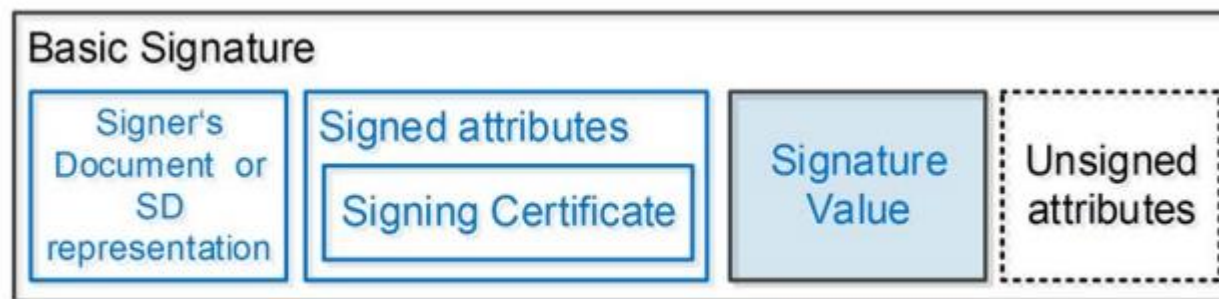 Basic Signature
Signer's
Document or
SD
representation
Signed attributes
Signing Certificate
Signature
Value
Unsigned
attributes